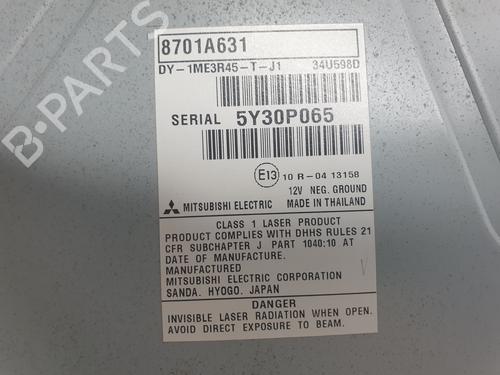 8701A631
DY-1ME3R45-T-J1 34U598D
SERIAL 5Y30P065
E13 10 R-04 13158
12V NEG. GROUND
MITSUBISHI ELECTRIC MADE IN THAILAND
CLASS 1 LASER PRODUCT
PRODUCT COMPLIES WITH DHHS RULES 21
CFR SUBCHAPTER J PART 1040:10 AT
DATE OF MANUFACTURE.
MANUFACTURED
MITSUBISHI ELECTRIC CORPORATION
SANDA. HYOGO. JAPAN
DANGER
INVISIBLE LASER RADIATION WHEN OPEN.
AVOID DIRECT EXPOSURE TO BEAM.
B-PARTS